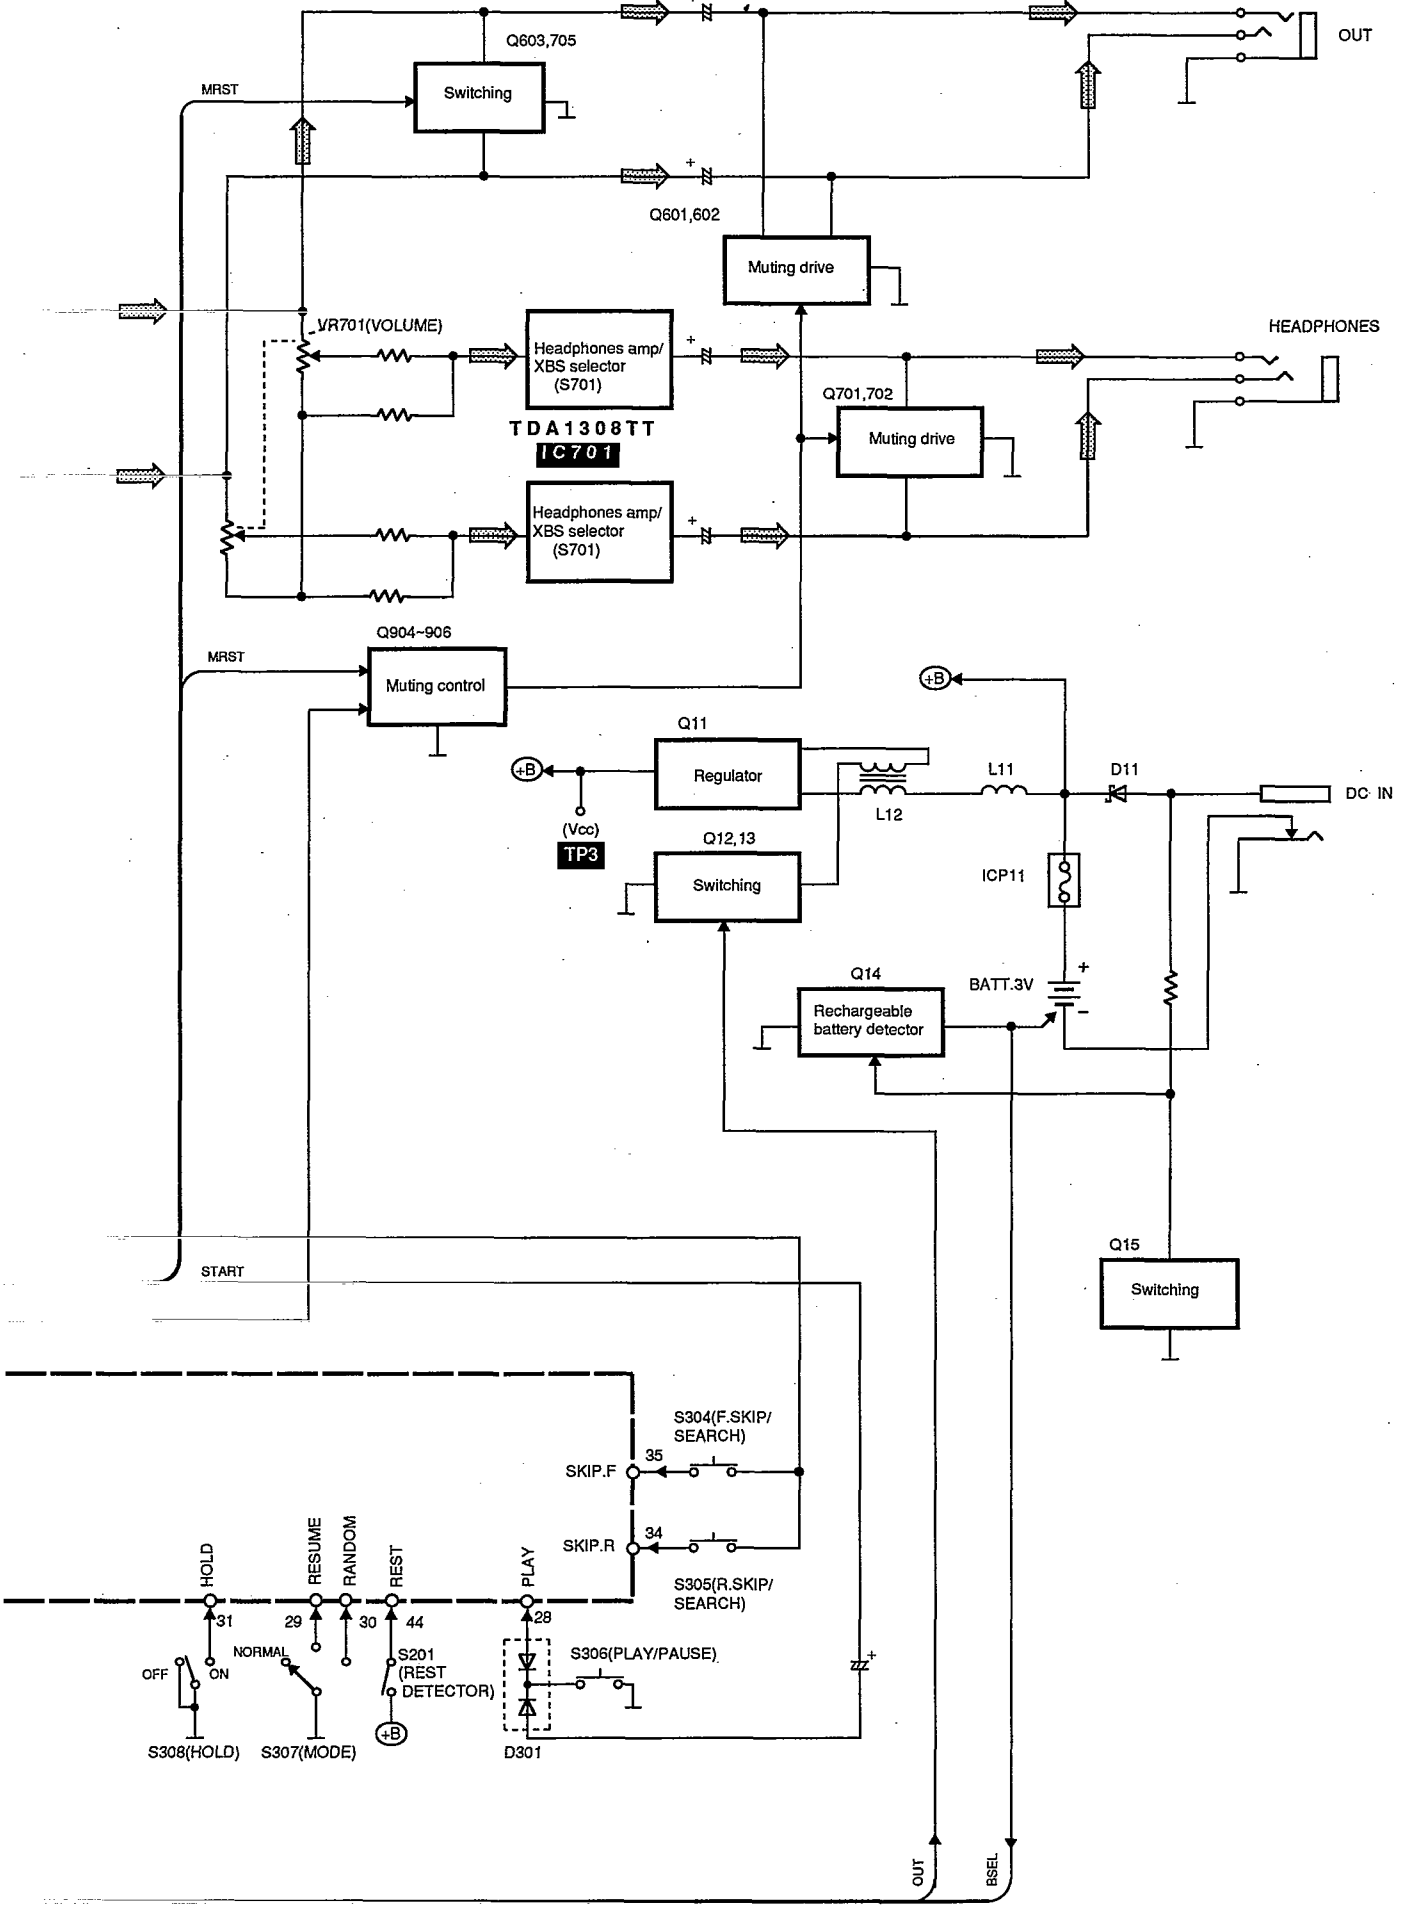 Q603,705
OUT
MRST
Switching
+
Q601,602
Muting drive
VR701(VOLUME)
HEADPHONES
Headphones amp/
XBS selector
(S701)
+
Q701,702
Muting drive
TDA1308TT
IC701
Headphones amp/
XBS selector
(S701)
+
Q904~906
MRST
Muting control
+B
Q11
Regulator
+B
L11
D11
DC IN
L12
(Vcc)
TP3
Q12,13
Switching
ICP11
Q14
BATT.3V
+
−
Rechargeable
battery detector
Q15
Switching
START
S304(F.SKIP/
SEARCH)
35
SKIP.F
34
SKIP.R
S305(R.SKIP/
SEARCH)
HOLD
RESUME
RANDOM
REST
PLAY
31
29
30
44
28
OFF
ON
NORMAL
S201
(REST
DETECTOR)
S306(PLAY/PAUSE)
+
+B
S308(HOLD)
S307(MODE)
D301
OUT
BSEL